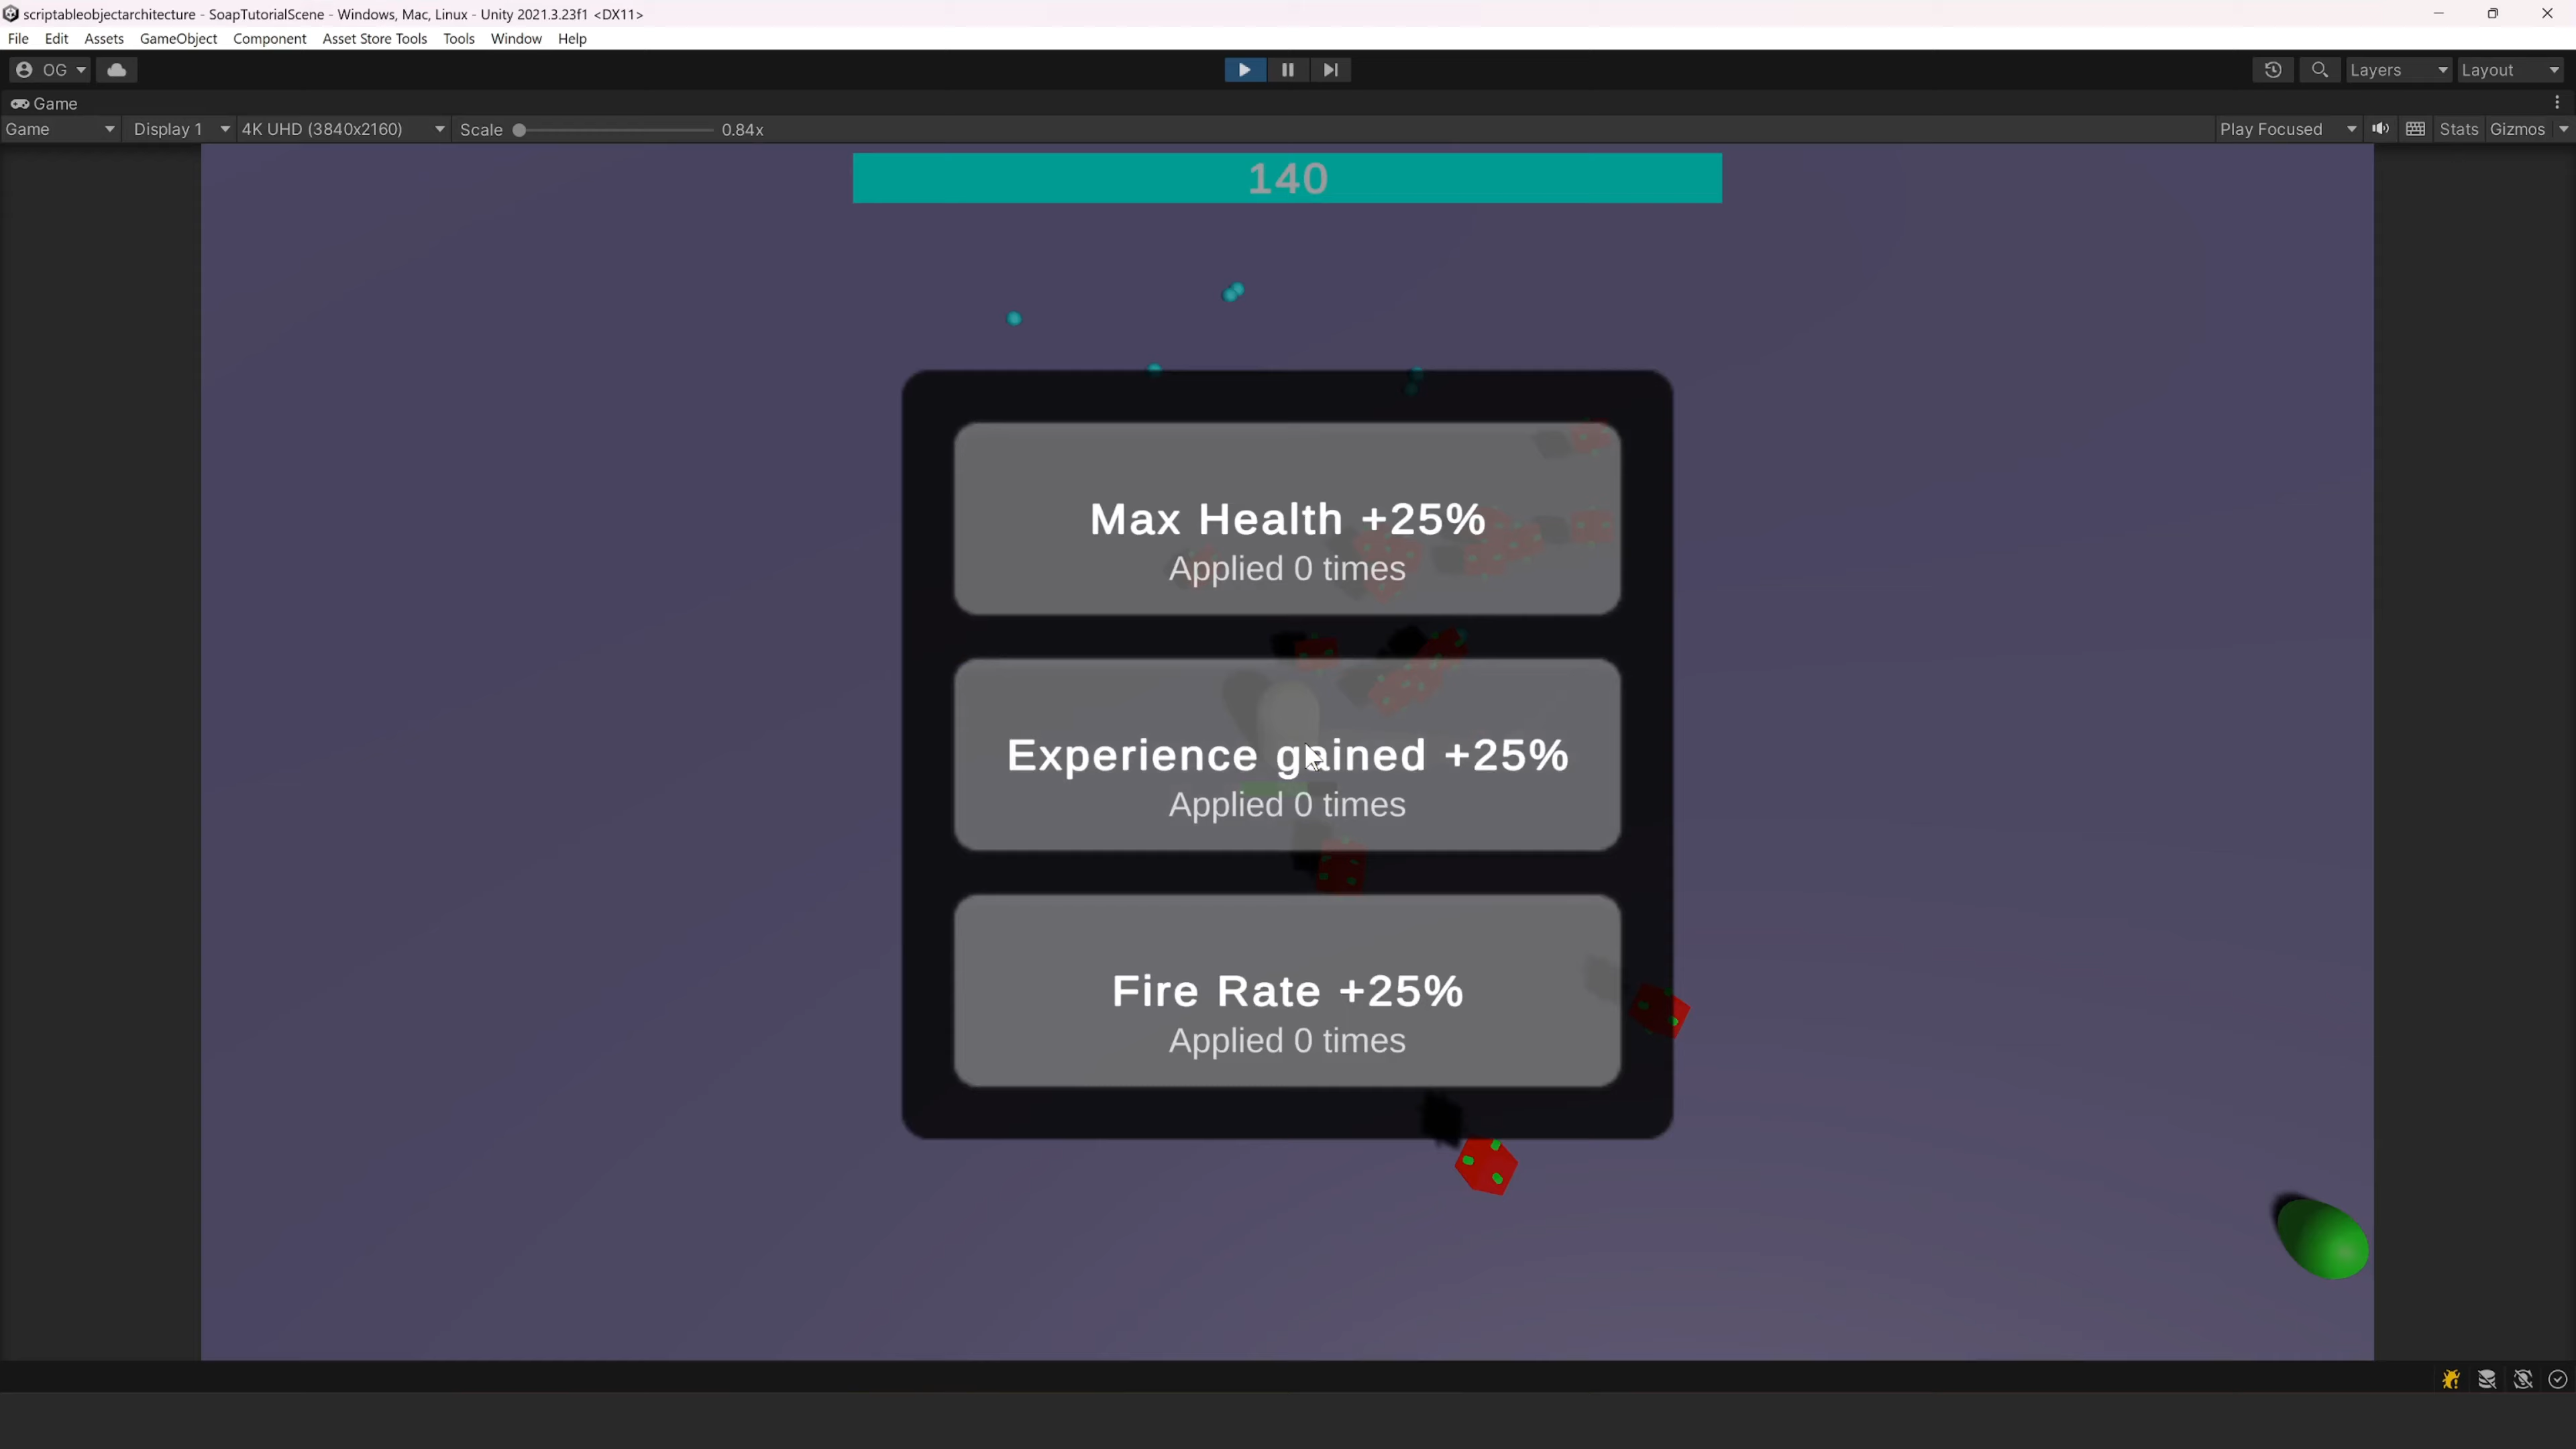 scriptableobjectarchitecture - SoapTutorialScene - Windows, Mac, Linux - Unity 2021.3.23f1 <DX11>
File Edit Assets GameObject Component Asset Store Tools Tools Window Help
OG Layers Layout
Game
Game Display 1 4K UHD (3840x2160) Scale 0.84x Play Focused Stats Gizmos
140
Max Health +25%
Applied 0 times
Experience gained +25%
Applied 0 times
Fire Rate +25%
Applied 0 times